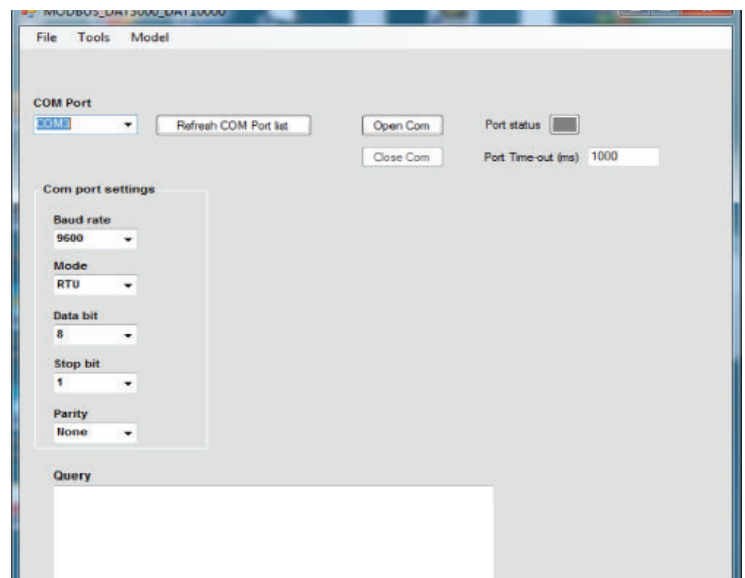 MODBUS_DAT3000_DAT10000
File Tools Model
COM Port
COM3 Refresh COM Port list Open Com Port status
Close Com Port Time-out (ms) 1000
Com port settings
Baud rate
9600
Mode
RTU
Data bit
8
Stop bit
1
Parity
None
Query